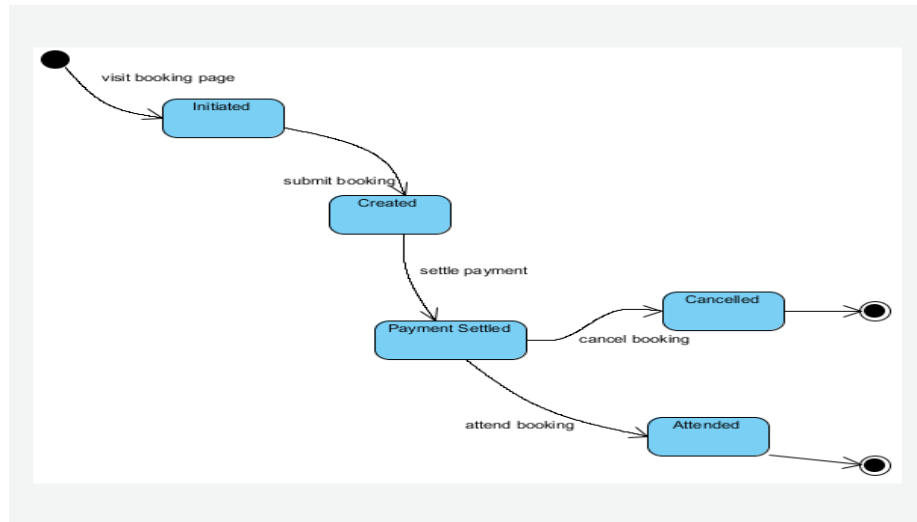 visit booking page
Initiated
submit booking
Created
settle payment
Cancelled
Payment Settled
cancel booking
attend booking
Attended